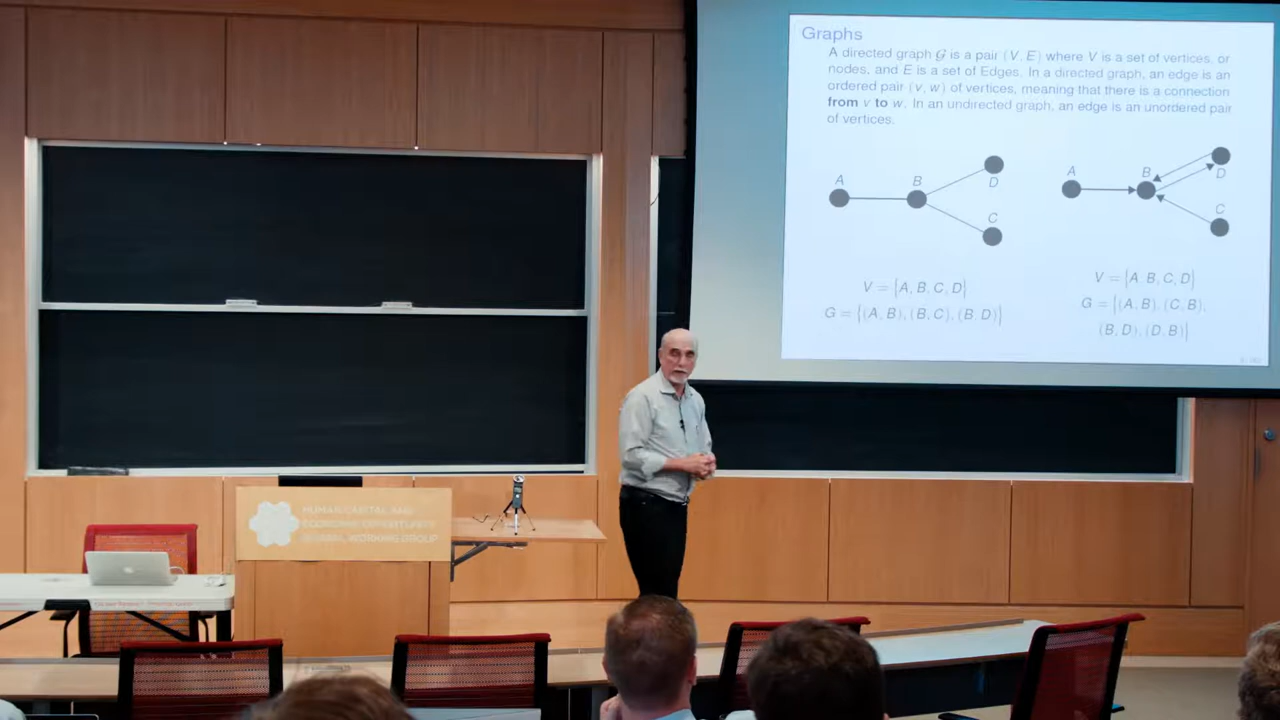 Graphs
A directed graph G is a pair (V, E) where V is a set of vertices, or
nodes, and E is a set of Edges. In a directed graph, an edge is an
ordered pair (v, w) of vertices, meaning that there is a connection
from v to w. In an undirected graph, an edge is an unordered pair
of vertices.
A B D C
A B D C
V = {A, B, C, D}
G = {(A, B), (B, C), (B, D)}
V = {A, B, C, D}
G = {(A, B), (C, B),
(B, D), (D, B)}
HUMAN CAPITAL AND
ECONOMIC OPPORTUNITY
GLOBAL WORKING GROUP